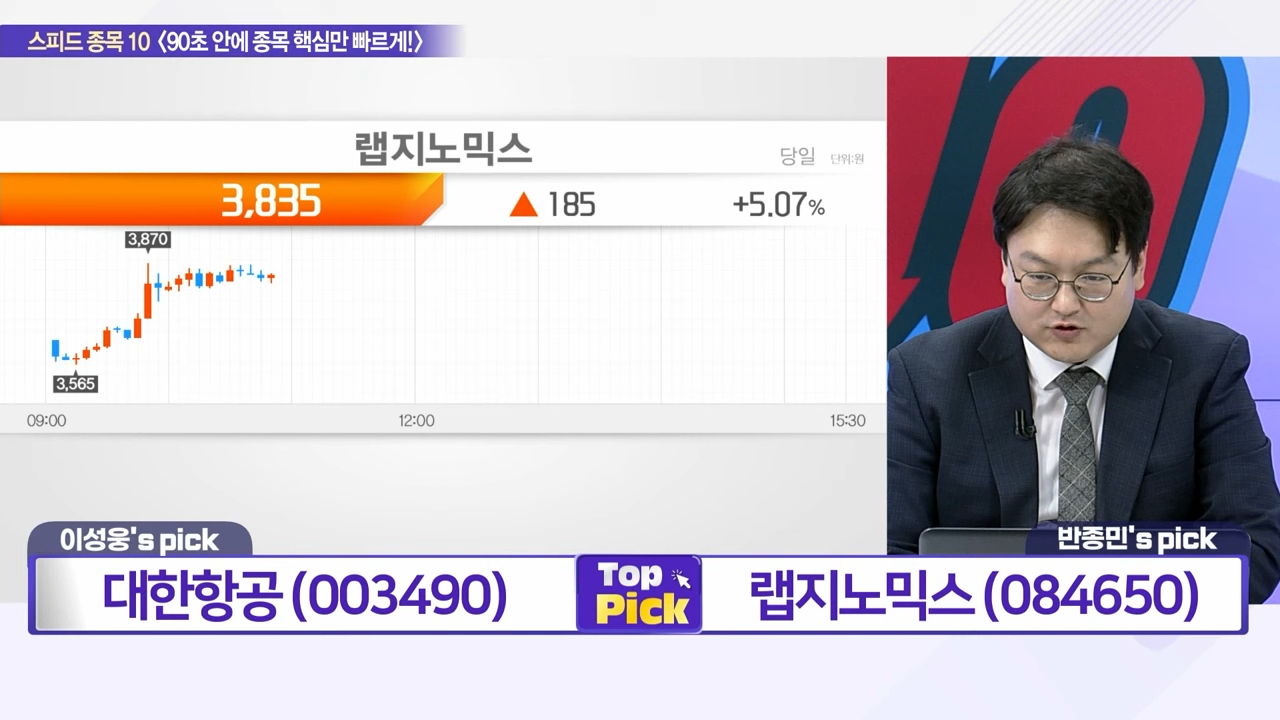 스피드 종목 10 〈90초 안에 종목 핵심만 빠르게!〉
랩지노믹스
당일 단위:원
3,835 ▲ 185 +5.07%
3,870
3,565
09:00 12:00 15:30
이성웅's pick
반종민's pick
대한항공 (003490)
Top
Pick
랩지노믹스 (084650)